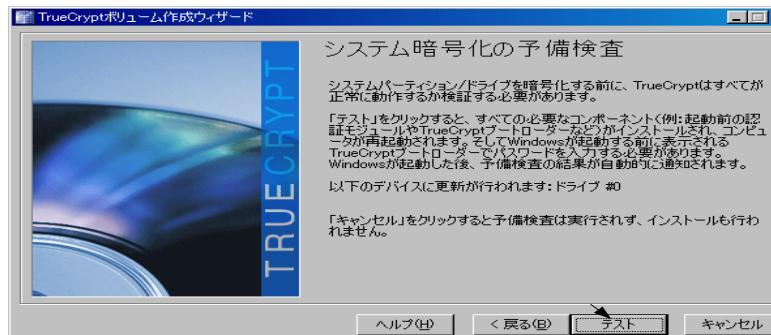 TrueCryptボリューム作成ウィザード
システム暗号化の予備検査
システムパーティション/ドライブを暗号化する前に、TrueCryptはすべてが
正常に動作するか検証する必要があります。
「テスト」をクリックすると、すべての必要なコンポーネント(例：起動前の認
証モジュールやTrueCryptブートローダーなど)がインストールされ、コンピュ
ータが再起動されます。そしてWindowsが起動する前に表示される
TrueCryptブートローダーでパスワードを入力する必要があります。
Windowsが起動した後、予備検査の結果が自動的に通知されます。
以下のデバイスに更新が行われます：ドライブ #0
「キャンセル」をクリックすると予備検査は実行されず、インストールも行わ
れません。
TRUECRYPT
ヘルプ(H)
< 戻る(B)
テスト
キャンセル